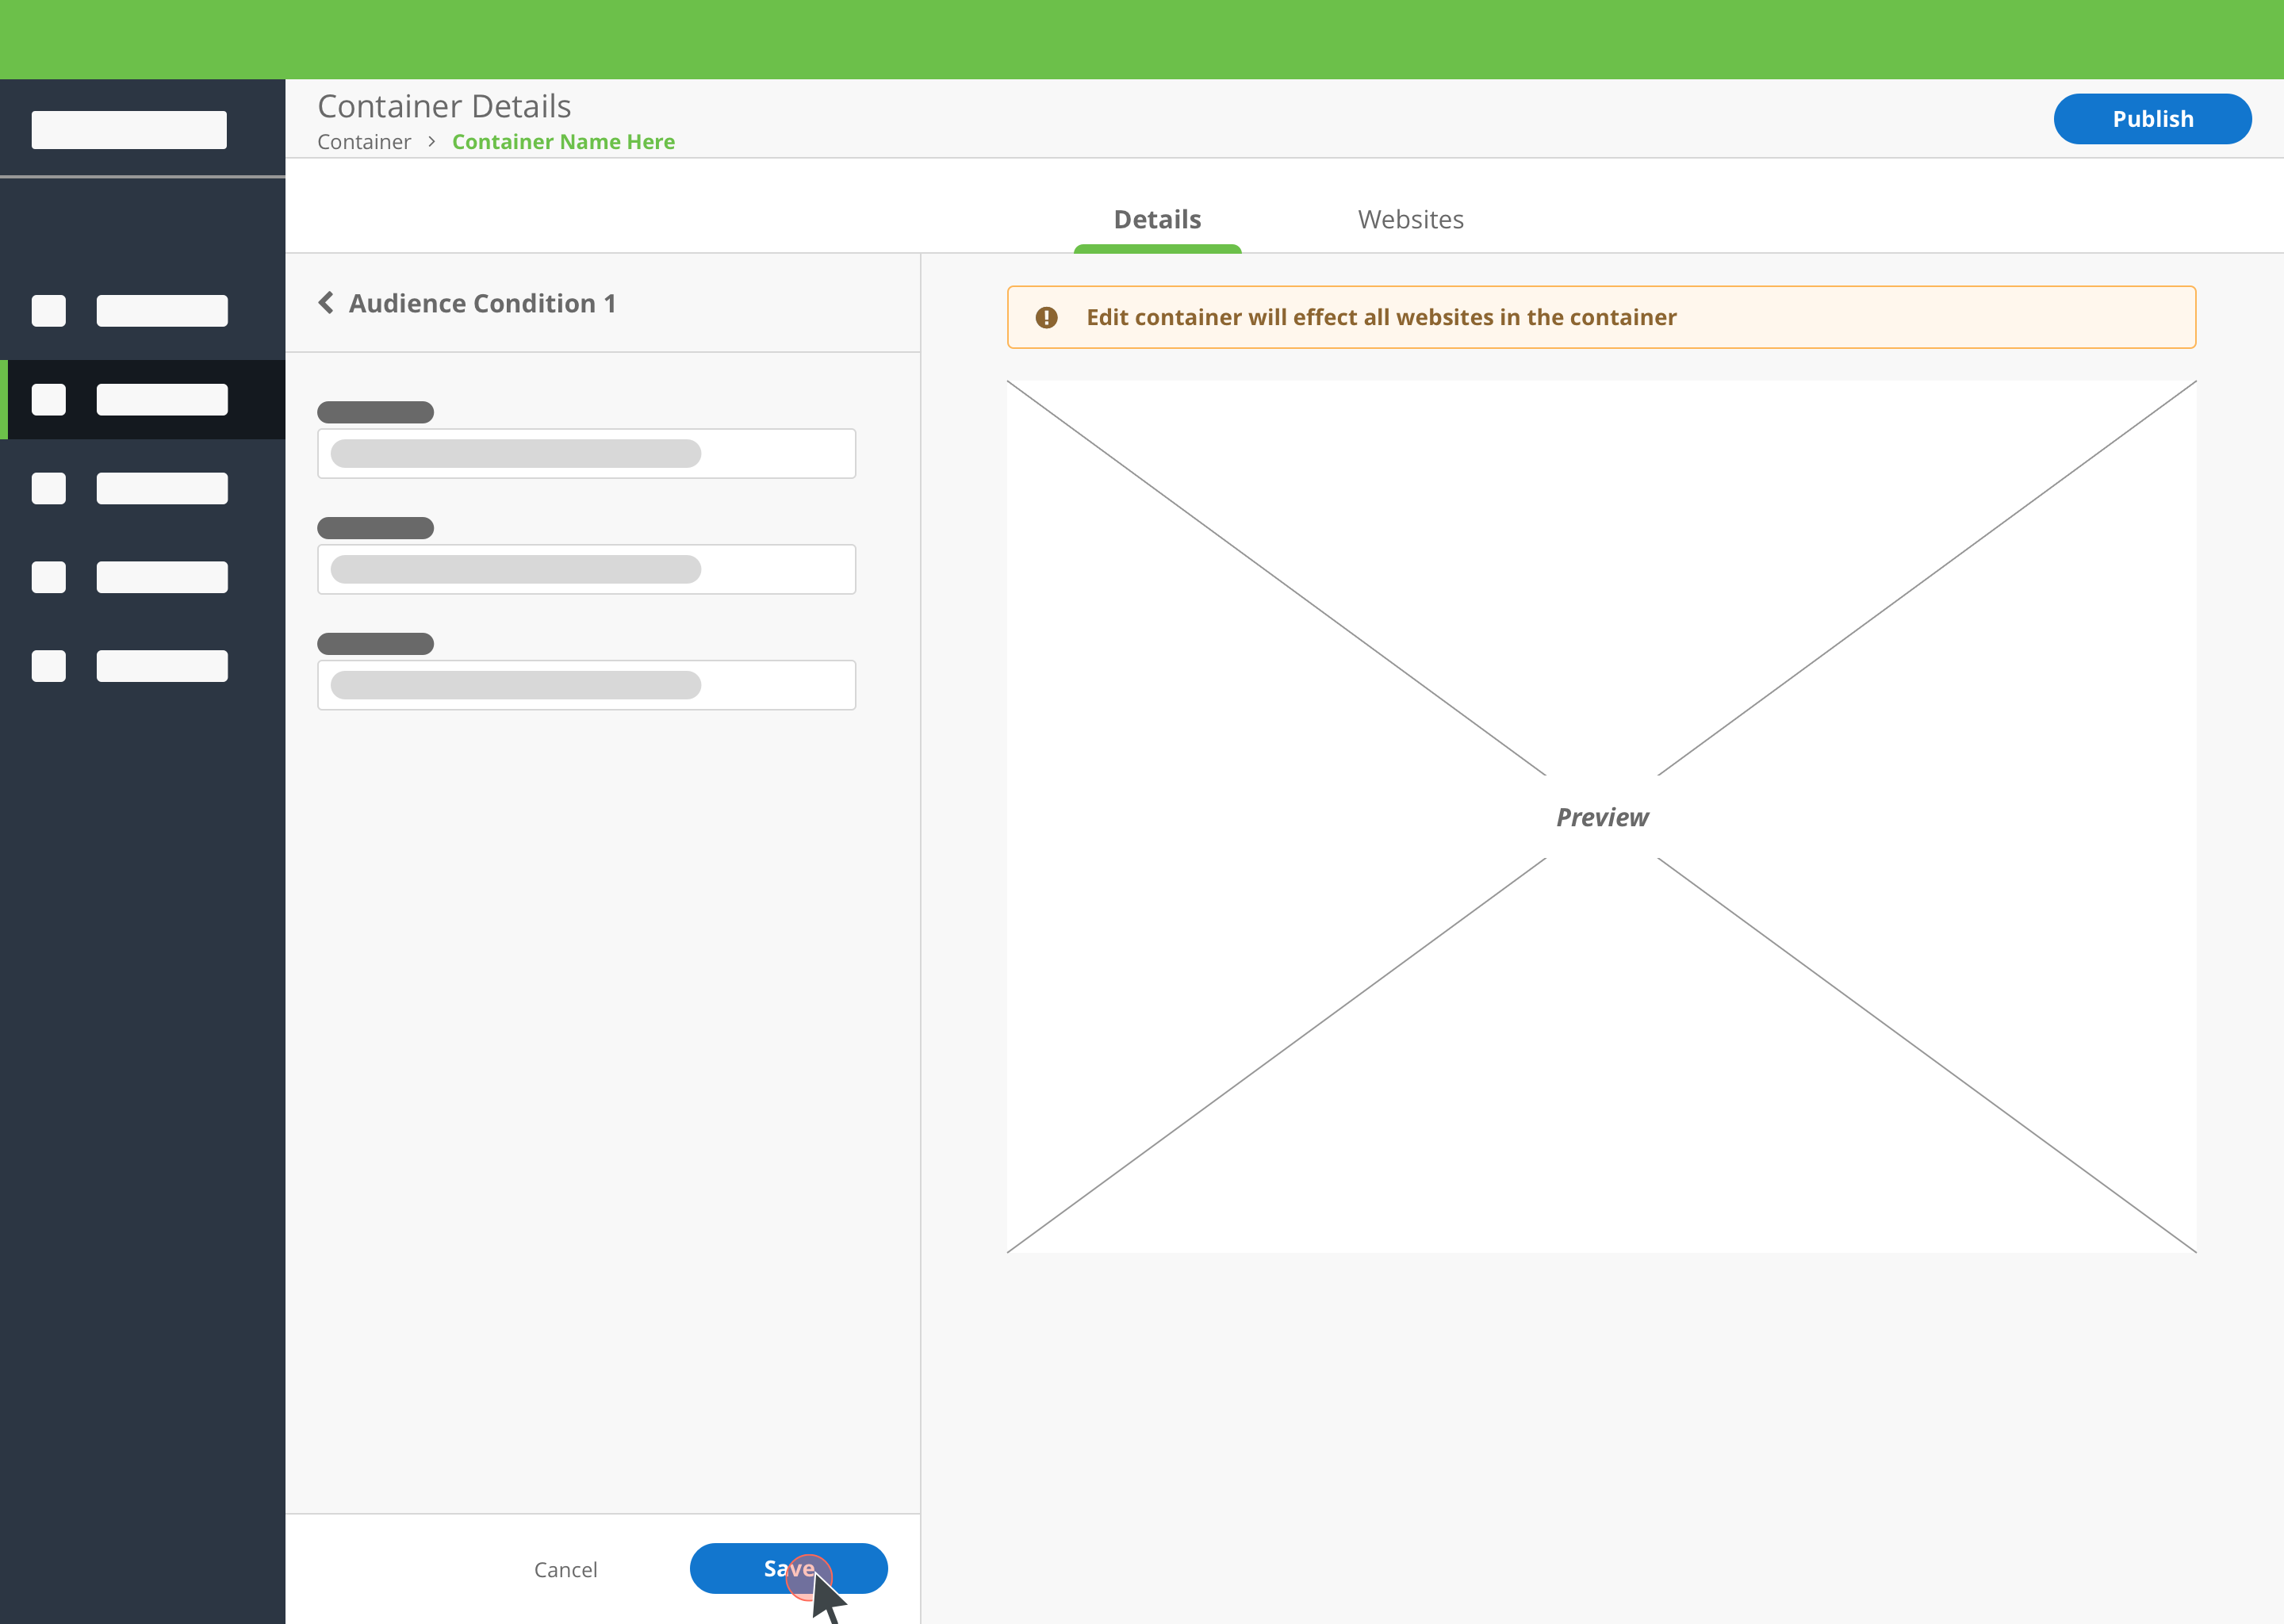 Container Details
Publish
Container > Container Name Here
Details Websites
Audience Condition 1
Edit container will effect all websites in the container
Preview
Cancel Save